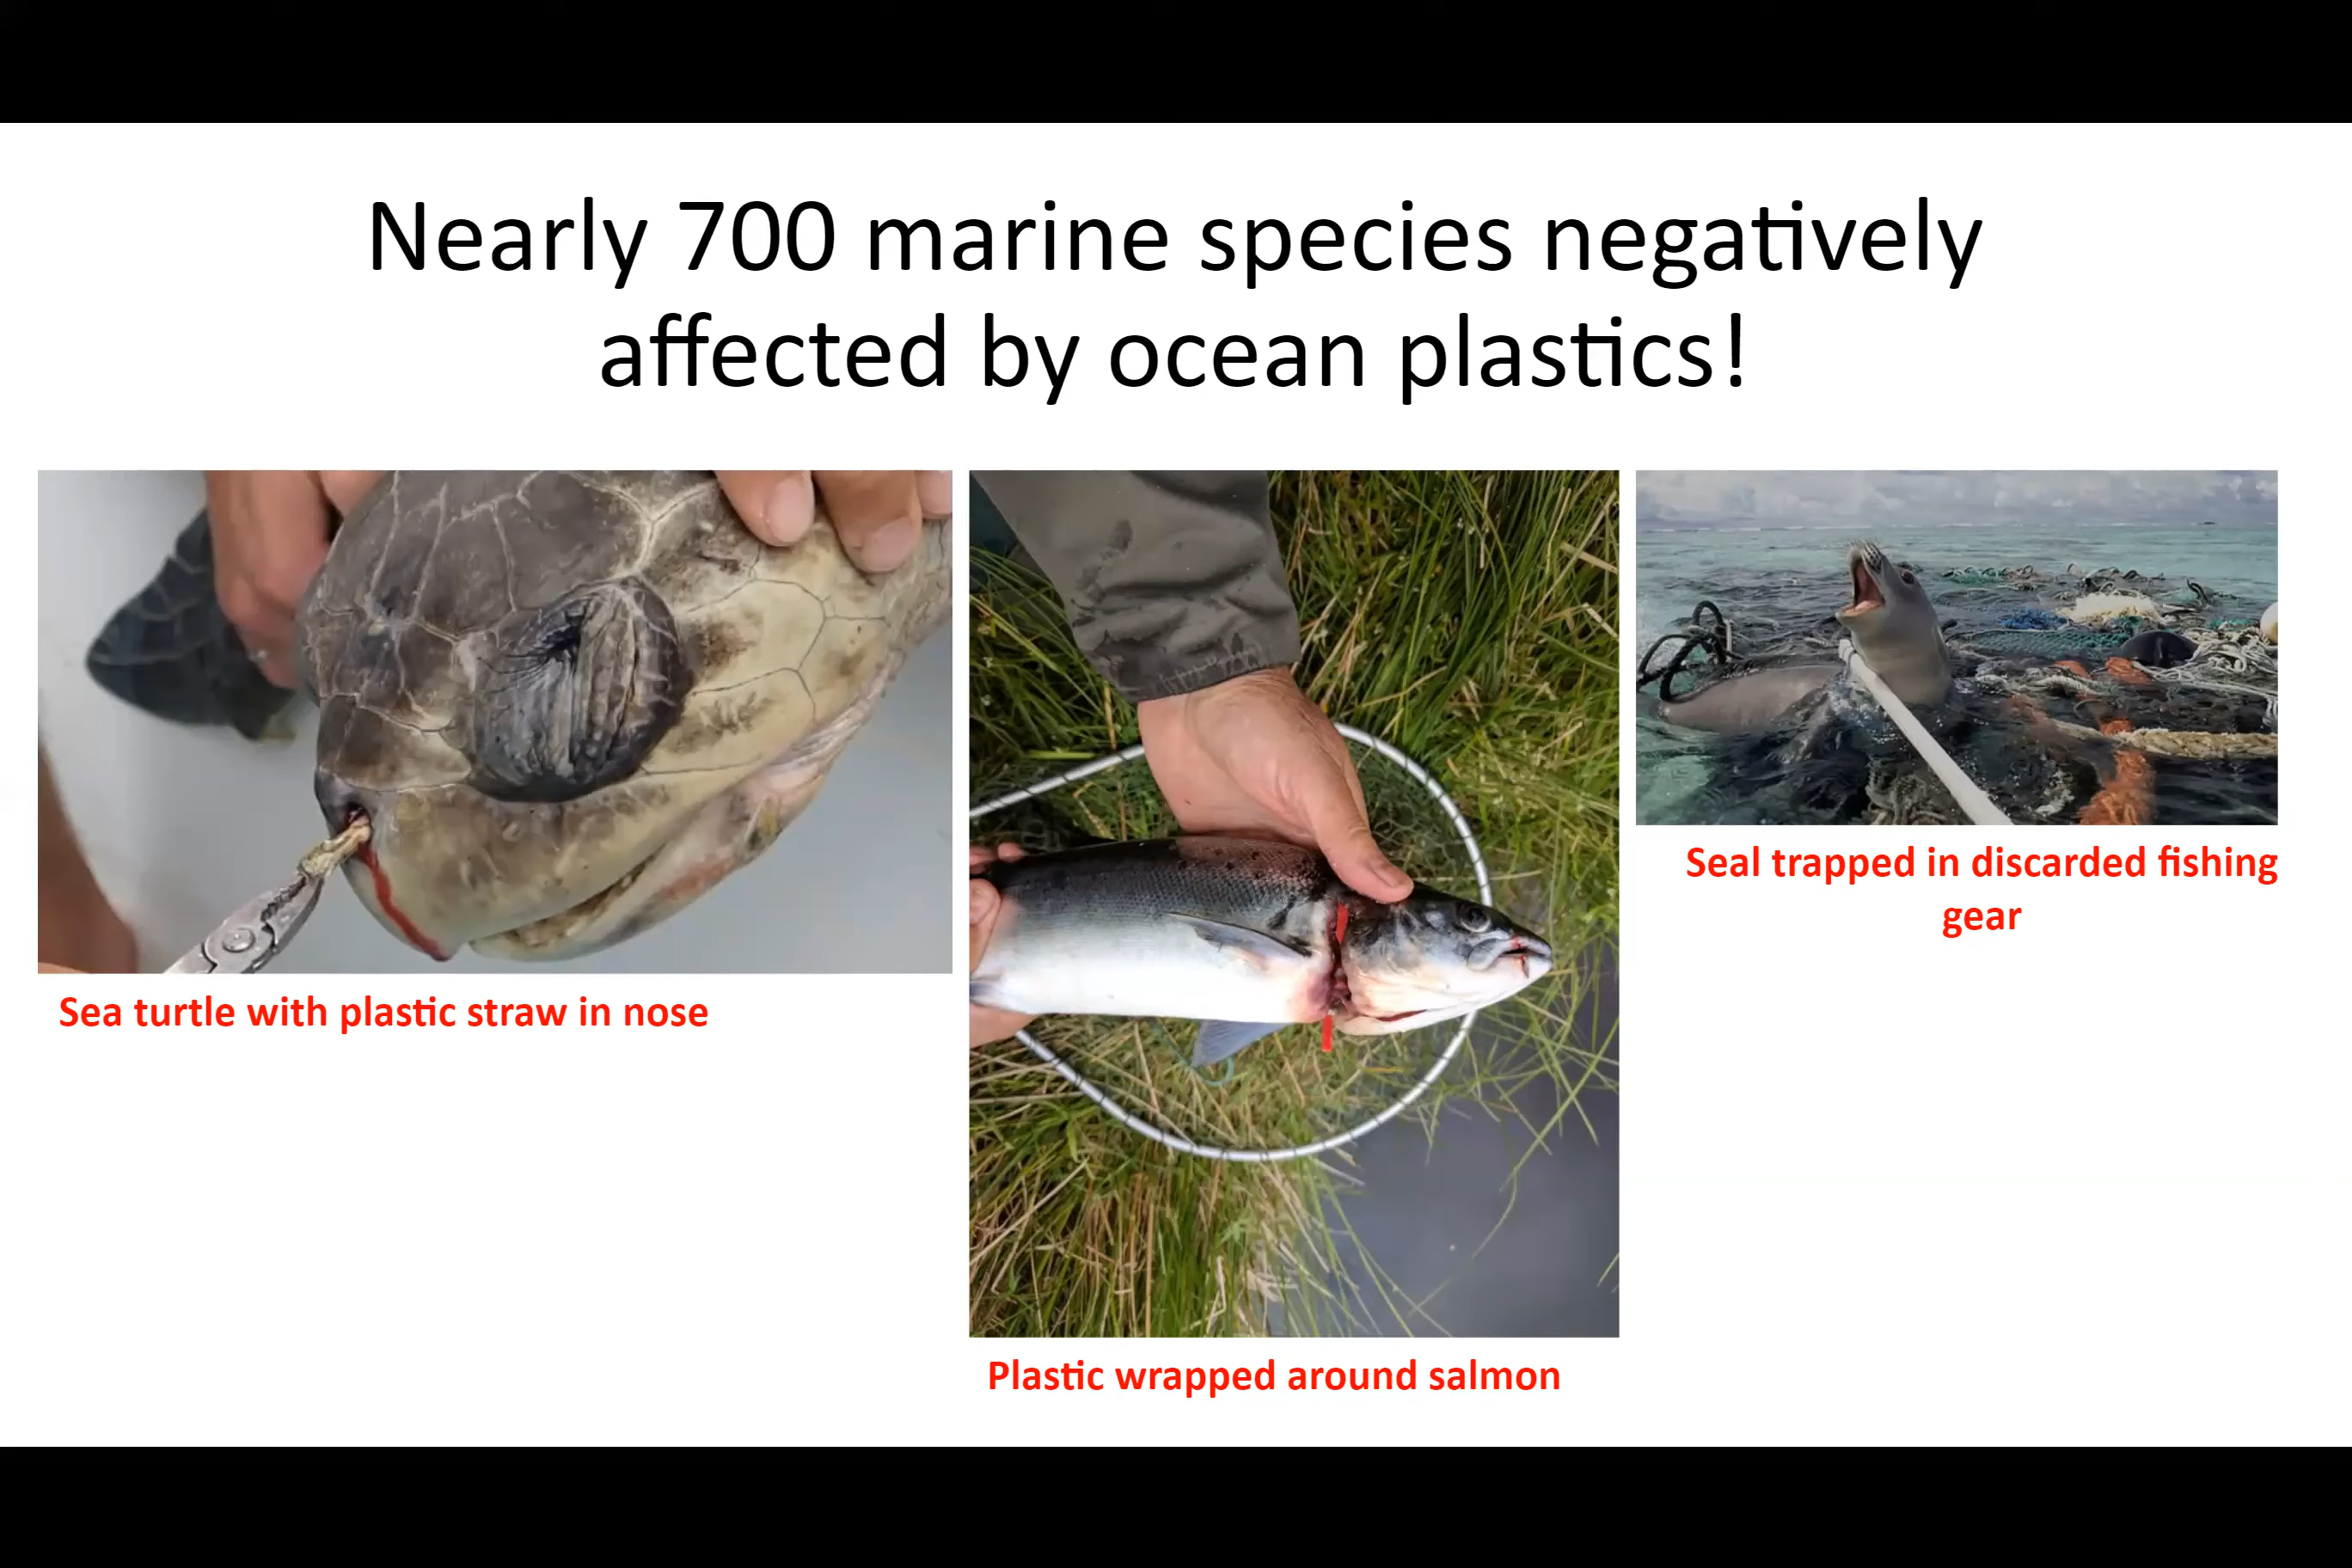 Nearly 700 marine species negatively
affected by ocean plastics!
Sea turtle with plastic straw in nose
Plastic wrapped around salmon
Seal trapped in discarded fishing
gear